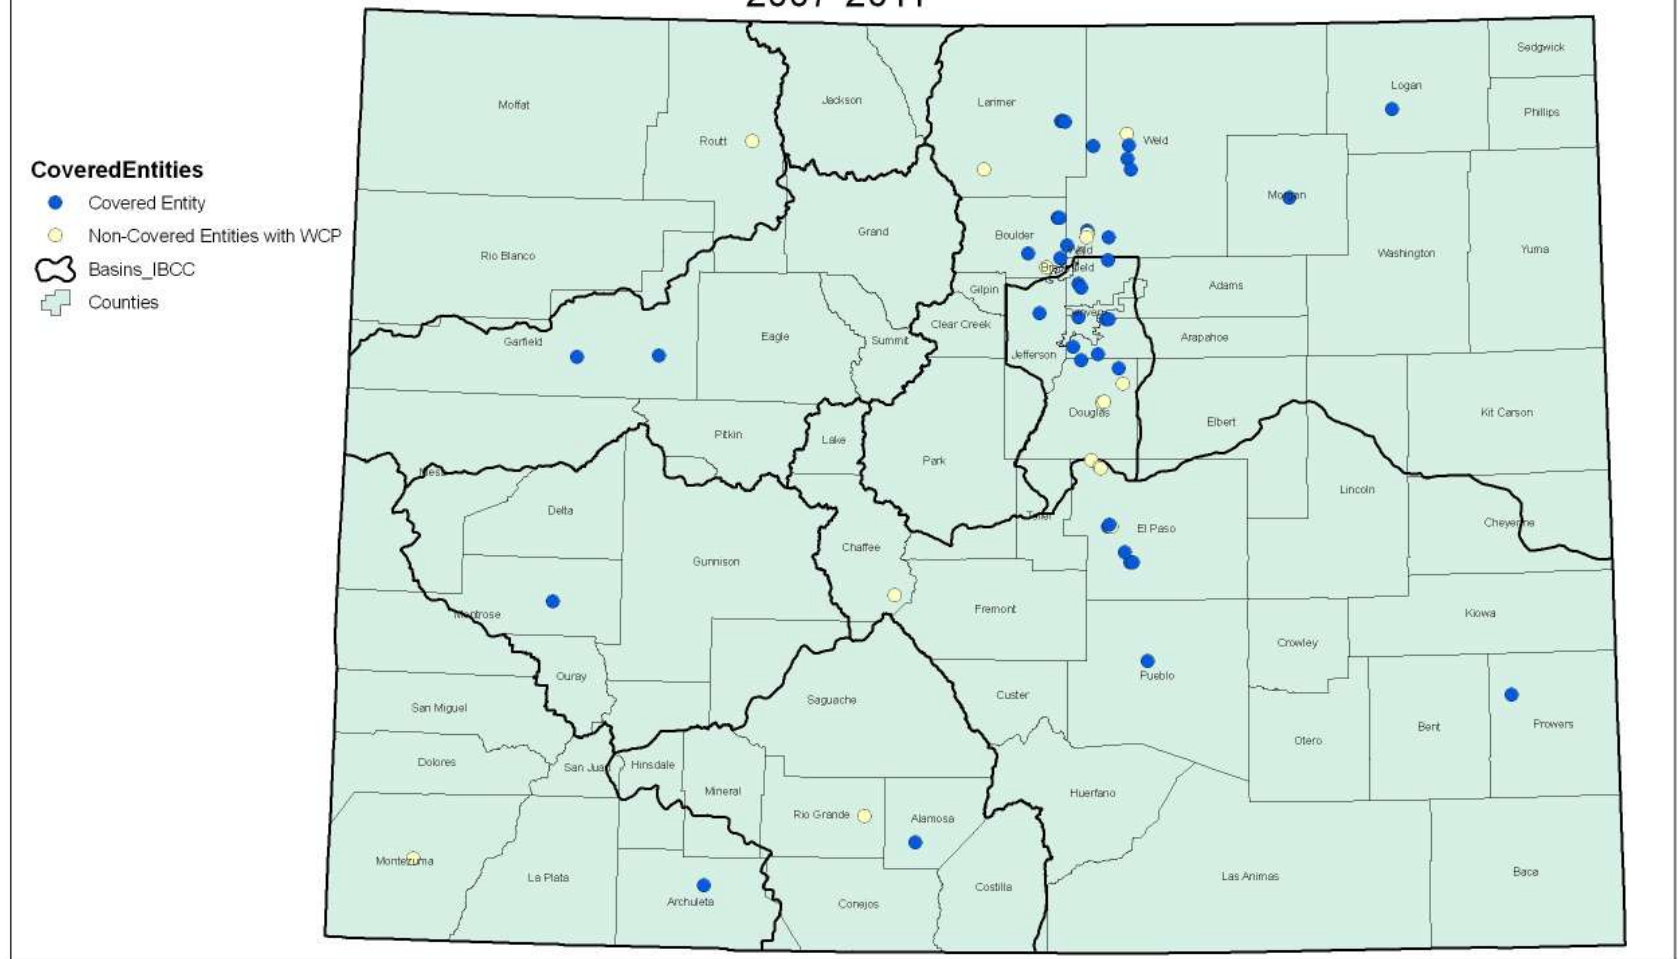 2007-2011
CoveredEntities
Covered Entity
Non-Covered Entities with WCP
Basins_IBCC
Counties
Sedgwick
Logan
Moffat
Jackson
Larimer
Phillips
Routt
Weld
Morgan
Grand
Boulder
Rio Blanco
Washington
Yuma
Weld
Broomfield
Gilpin
Adams
Denver
Clear Creek
Eagle
Summit
Garfield
Jefferson
Arapahoe
Pitkin
Lake
Douglas
Elbert
Kit Carson
Park
Mesa
Lincoln
Delta
Teller
El Paso
Cheyenne
Chaffee
Gunnison
Montrose
Fremont
Kiowa
Crowley
Ouray
Pueblo
Saguache
Custer
San Miguel
Prowers
Bent
Otero
Dolores
San Juan
Hinsdale
Mineral
Huerfano
Rio Grande
Alamosa
Montezuma
La Plata
Costilla
Las Animas
Baca
Archuleta
Conejos